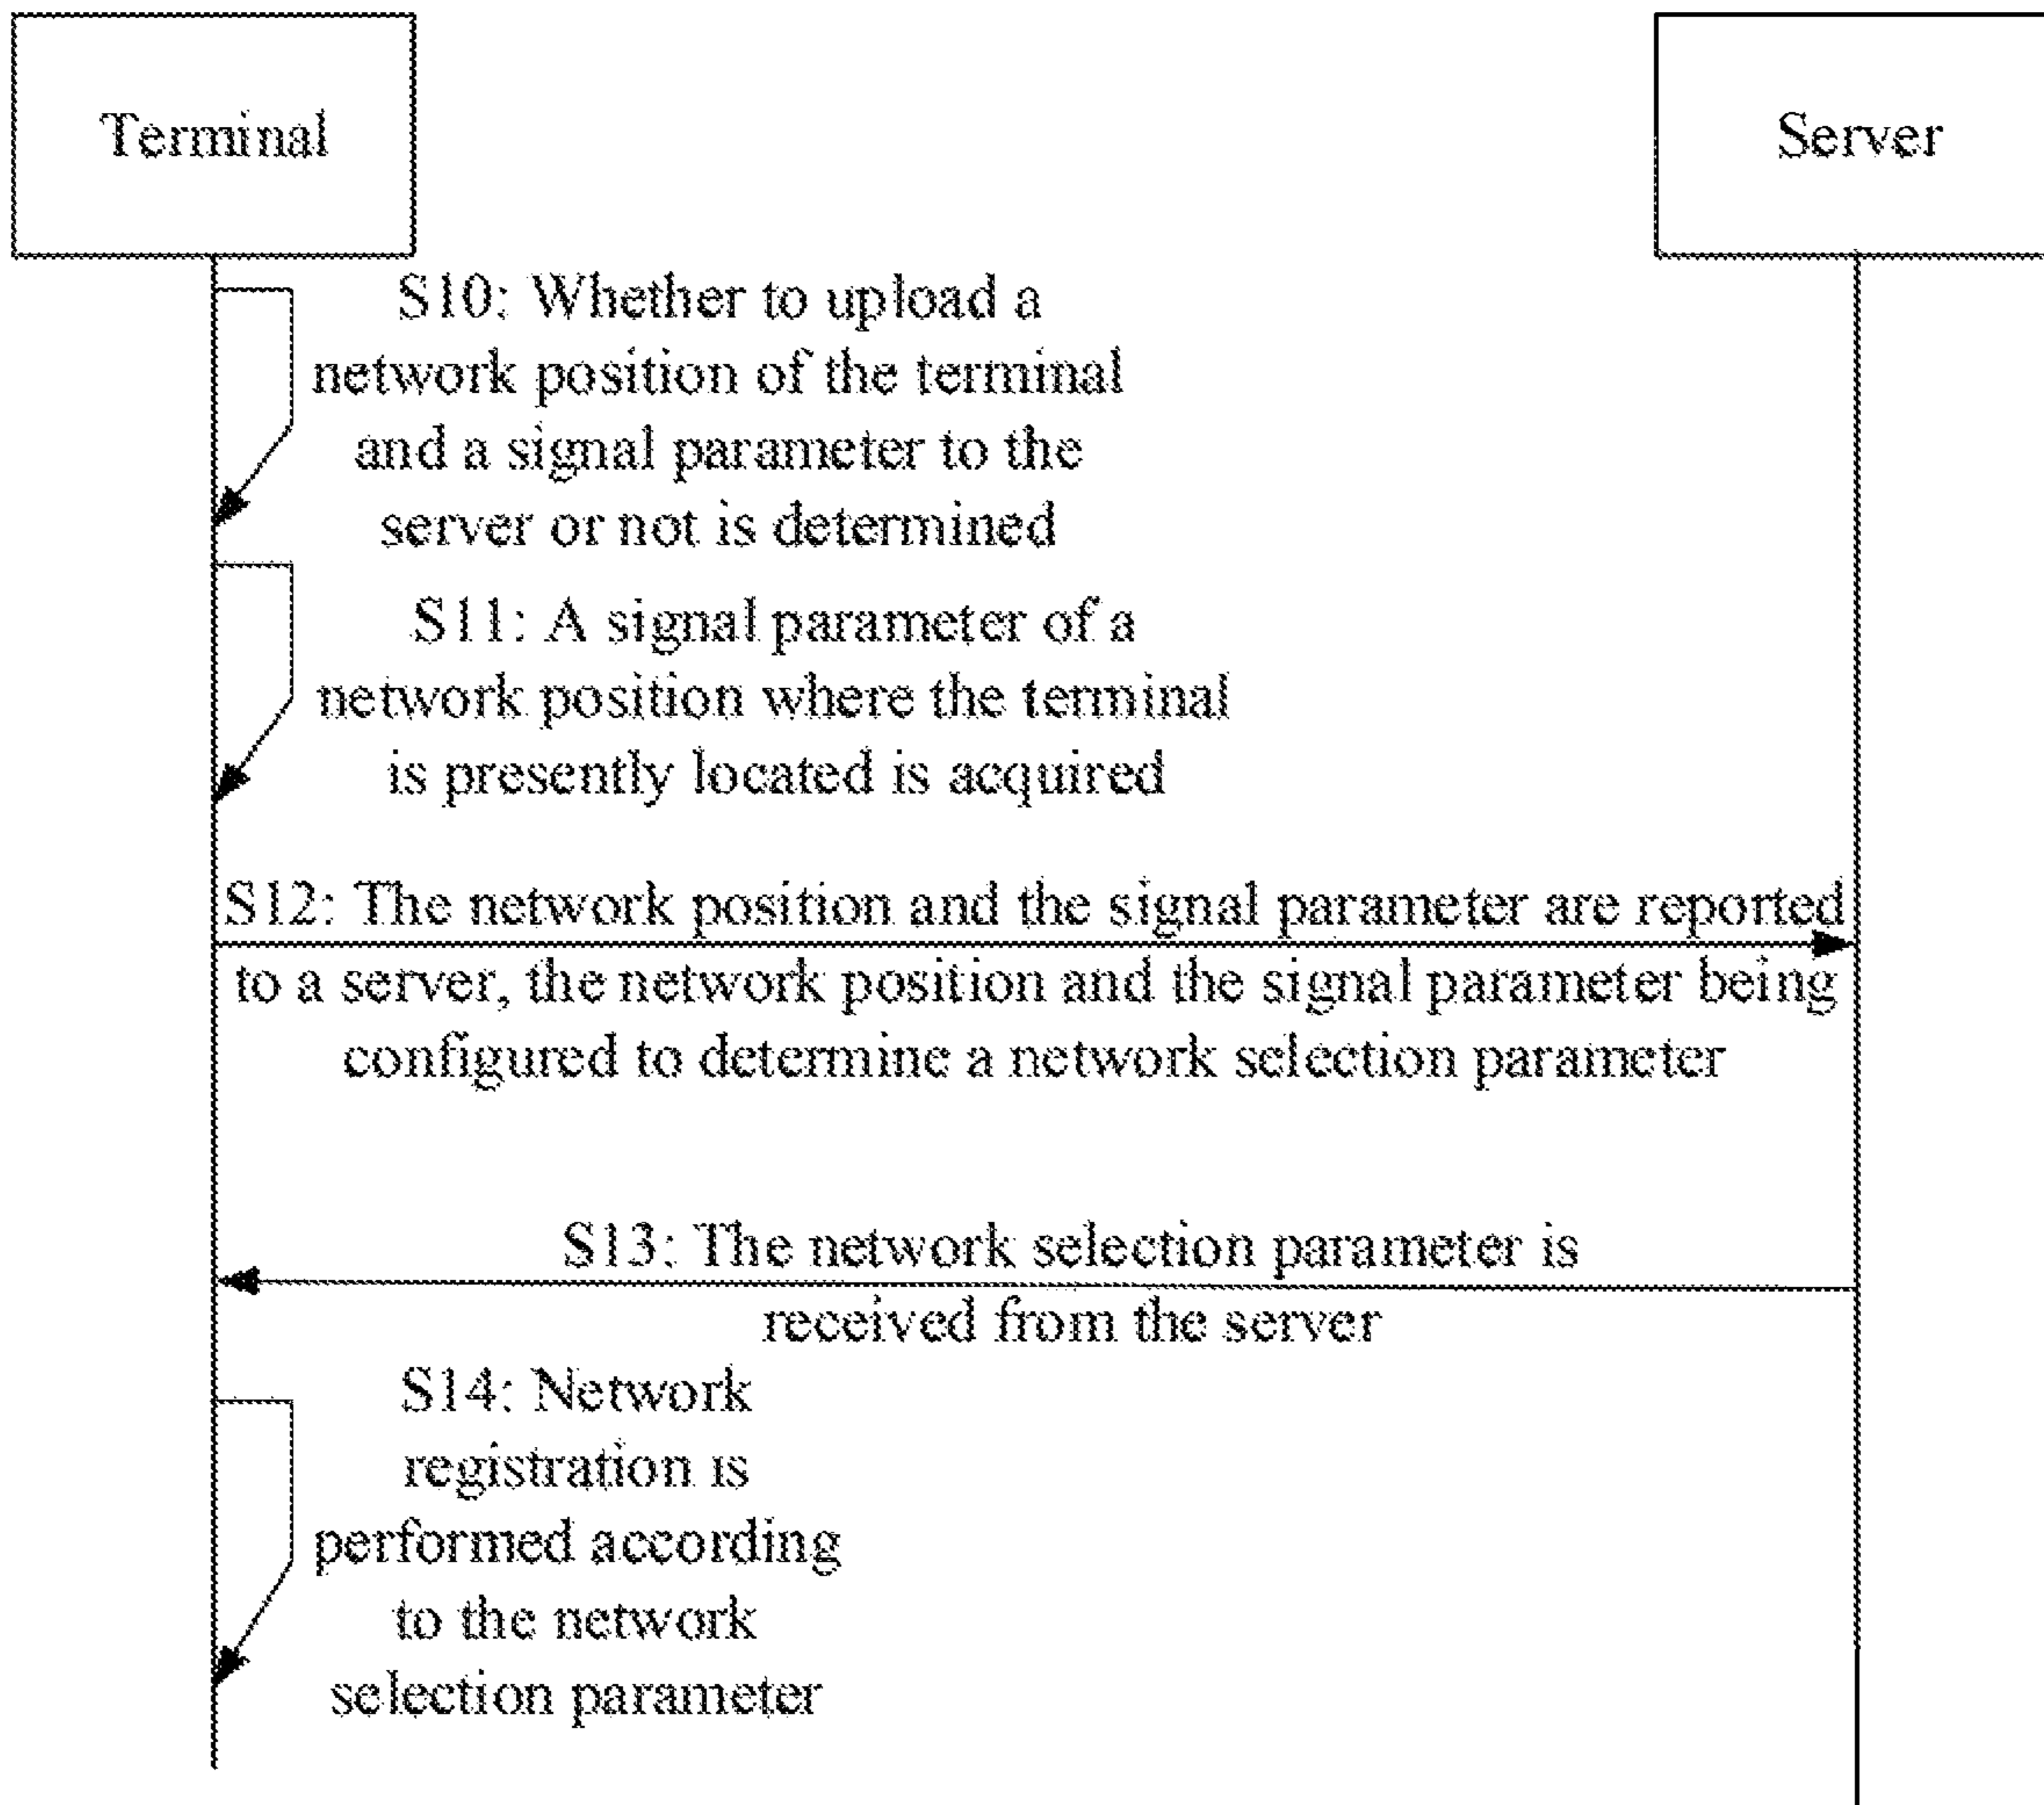 Terminal
Server
S10: Whether to upload a
network position of the terminal
and a signal parameter to the
server or not is determined
S11: A signal parameter of a
network position where the terminal
is presently located is acquired
S12: The network position and the signal parameter are reported
to a server, the network position and the signal parameter being
configured to determine a network selection parameter
S13: The network selection parameter is
received from the server
S14: Network
registration is
performed according
to the network
selection parameter